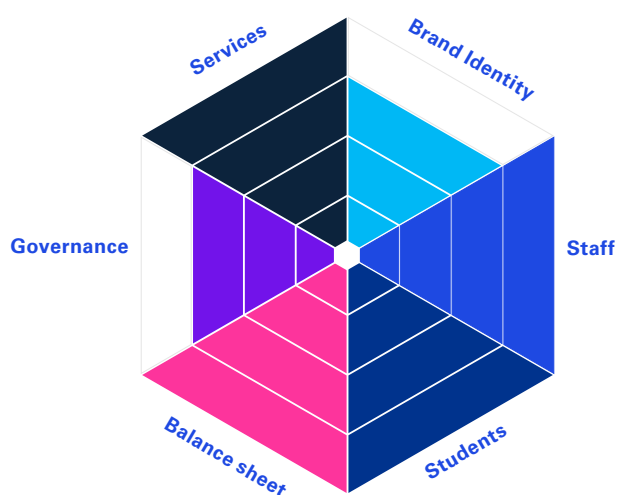 Services
Brand Identity
Governance
Staff
Balance sheet
Students